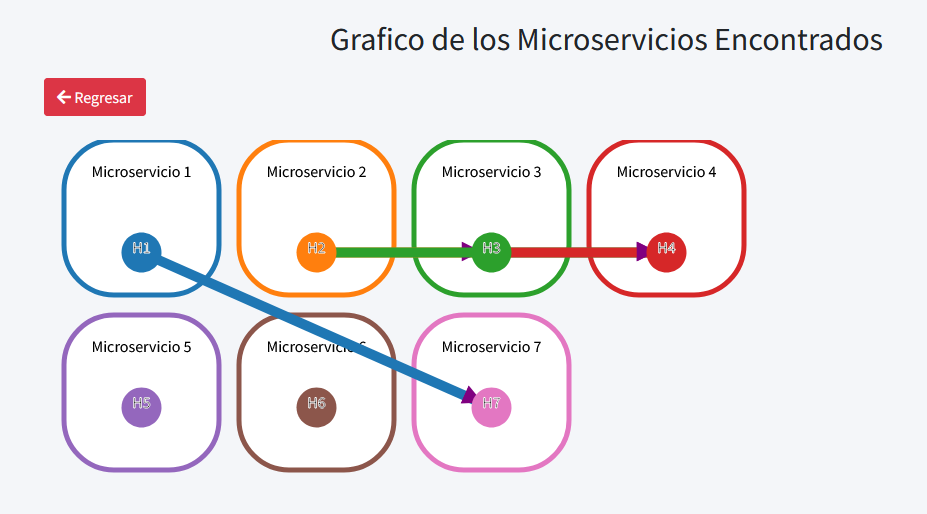 Grafico de los Microservicios Encontrados
Regresar
Microservicio 1
Microservicio 2
Microservicio 3
Microservicio 4
H1
H2
H3
H4
Microservicio 5
Microservicio 6
Microservicio 7
H5
H6
H7